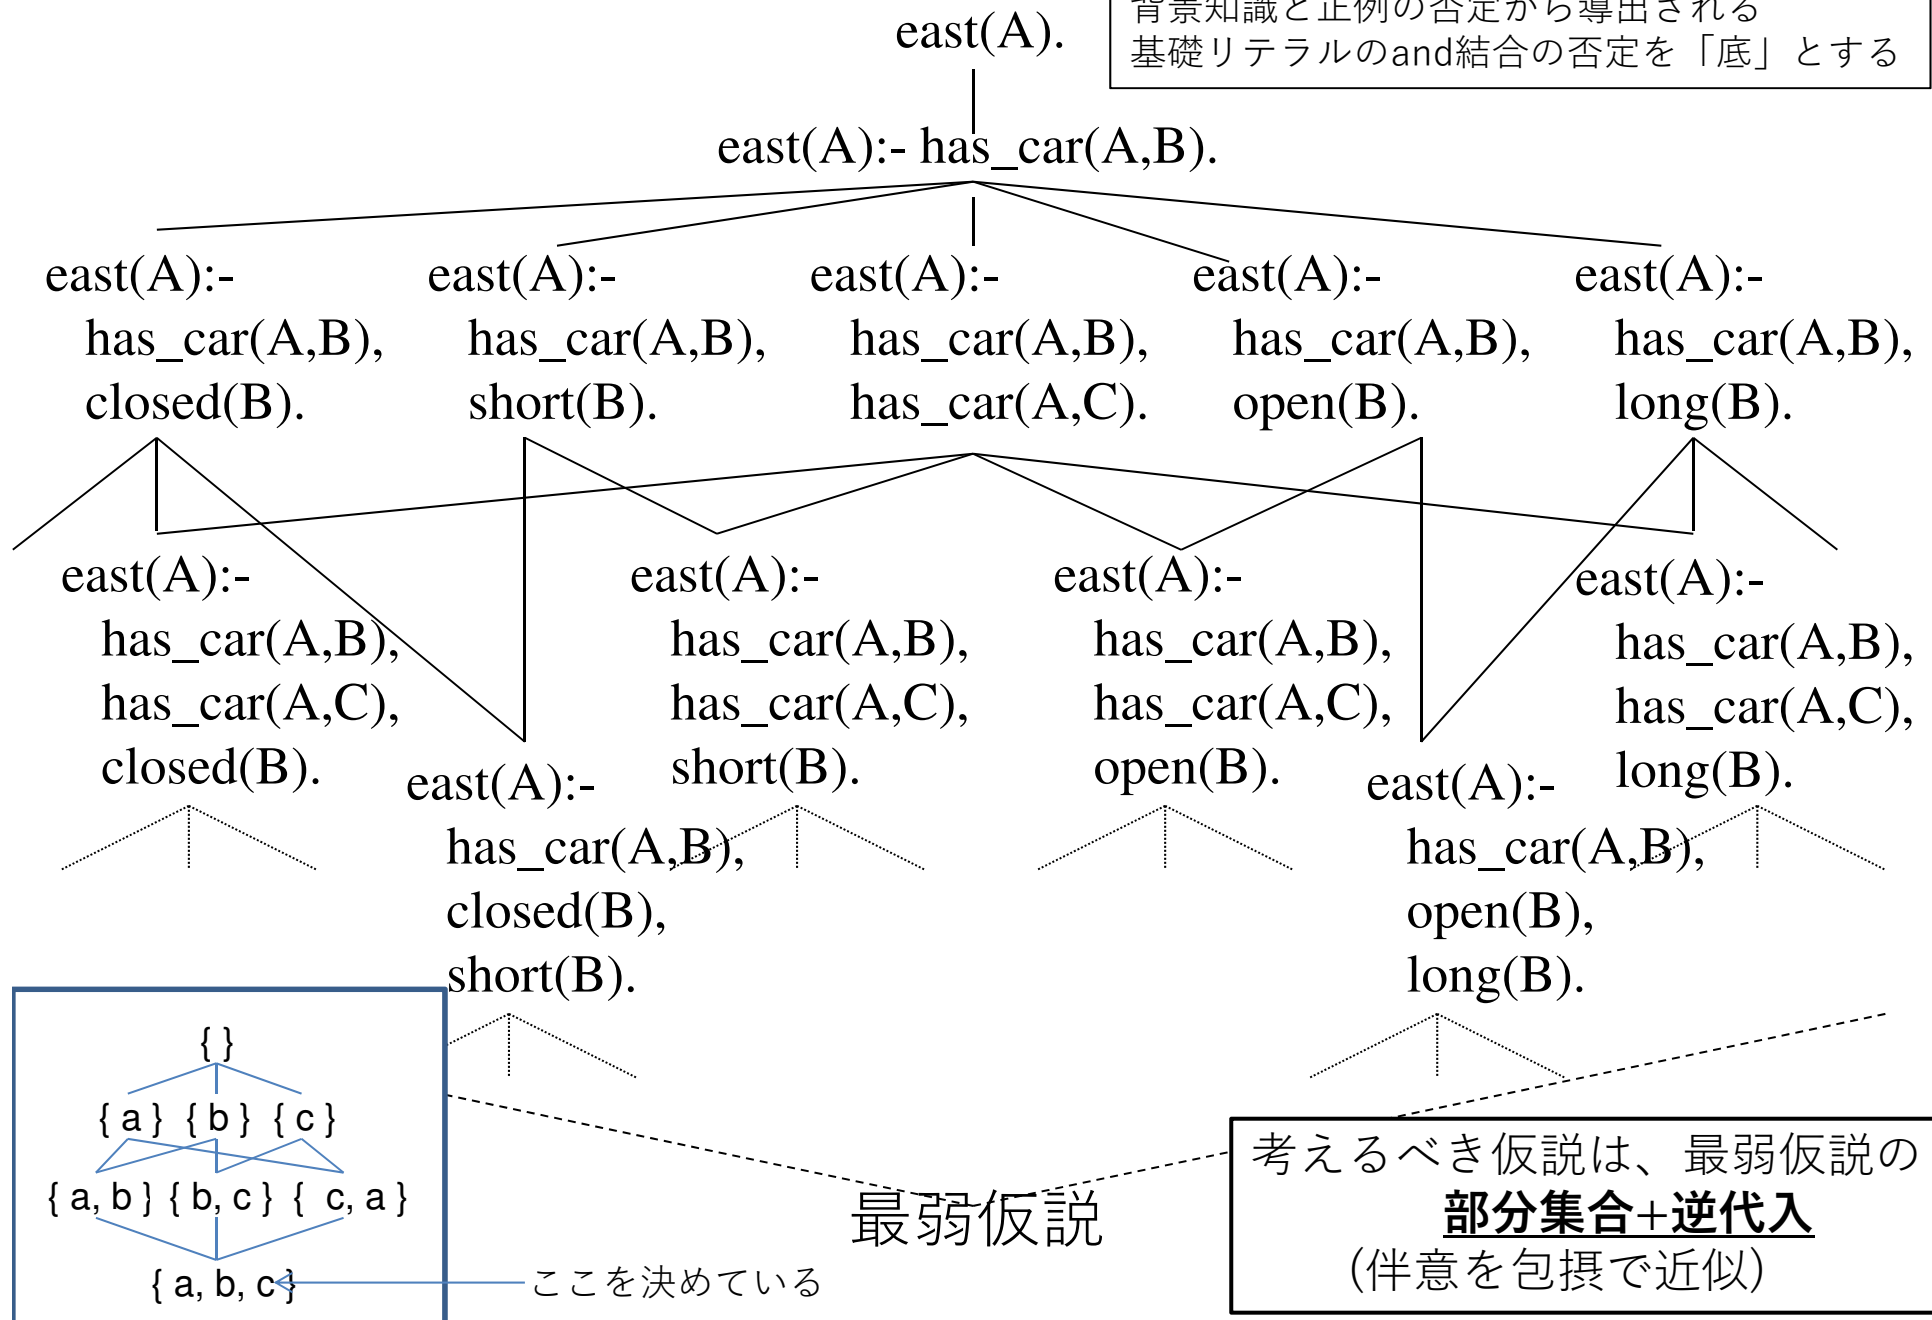 east(A).
背景知識と正例の否定から導出される
基礎リテラルのand結合の否定を「底」とする
east(A):- has_car(A,B).
east(A):-
has_car(A,B),
closed(B).
east(A):-
has_car(A,B),
short(B).
east(A):-
has_car(A,B),
has_car(A,C).
east(A):-
has_car(A,B),
open(B).
east(A):-
has_car(A,B),
long(B).
east(A):-
has_car(A,B),
has_car(A,C),
closed(B).
east(A):-
has_car(A,B),
closed(B),
short(B).
east(A):-
has_car(A,B),
has_car(A,C),
short(B).
east(A):-
has_car(A,B),
has_car(A,C),
open(B).
east(A):-
has_car(A,B),
open(B),
long(B).
east(A):-
has_car(A,B),
has_car(A,C),
long(B).
{ }
{ a } { b } { c }
{ a, b } { b, c } { c, a }
{ a, b, c }
ここを決めている
最弱仮説
考えるべき仮説は、最弱仮説の
部分集合+逆代入
(伴意を包摂で近似)